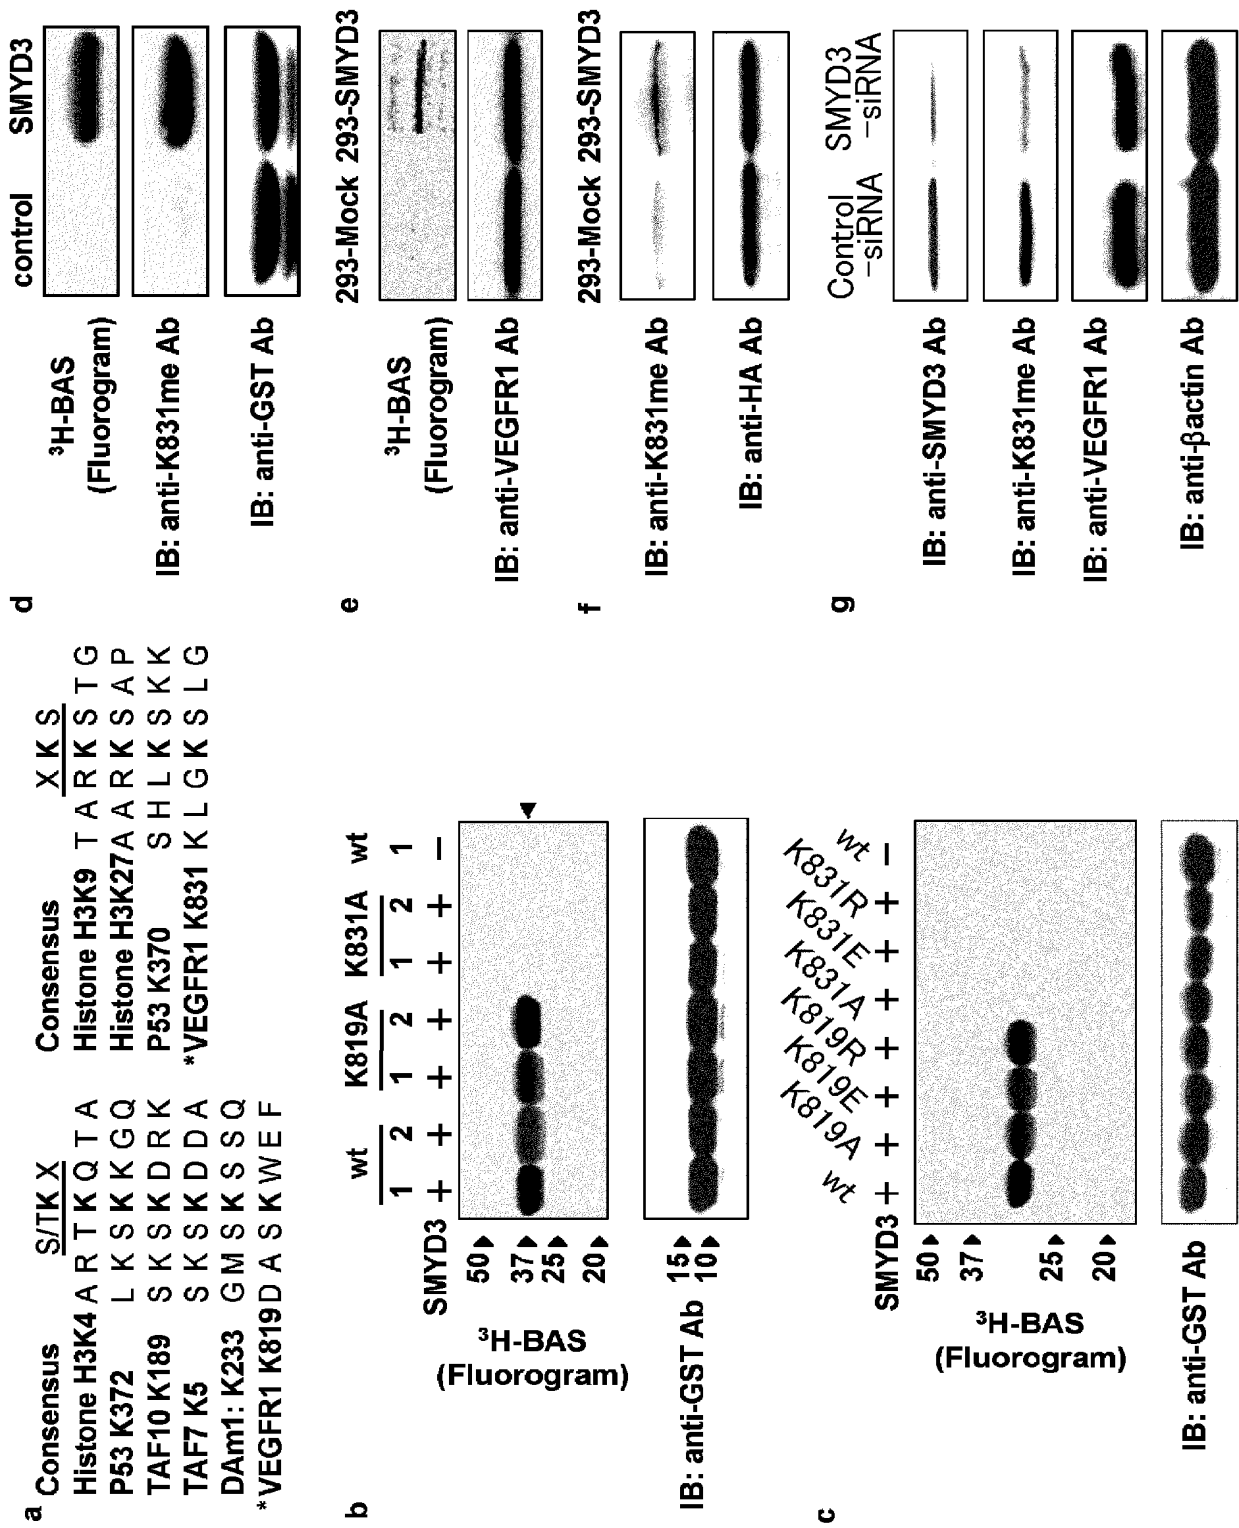 a
Consensus S/TK X
Histone H3K4 A R T K Q T A
P53 K372 L K S K K G Q
TAF10 K189 S K S S K D R K
TAF7 K5 S K S K D D A
DAm1: K233 G M S K S S Q
*VEGFR1 K819 D A S K W E F
Consensus X K S
Histone H3K9 T A R K S T G
Histone H3K27 A A R K S A P
P53 K370 S H L K S K K
*VEGFR1 K831 K L G K S L G
b
wt K819A K831A wt
1 2 1 2 1 2 1
SMYD3 + + + + + + −
50
37
25
20
³H-BAS
(Fluorogram)
15
10
IB: anti-GST Ab
c
wt K819A K819E K819R K831A K831E K831R wt
SMYD3 + + + + + + + −
50
37
25
20
³H-BAS
(Fluorogram)
IB: anti-GST Ab
d
control SMYD3
³H-BAS
(Fluorogram)
IB: anti-K831me Ab
IB: anti-GST Ab
e
293-Mock 293-SMYD3
³H-BAS
(Fluorogram)
IB: anti-VEGFR1 Ab
f
293-Mock 293-SMYD3
IB: anti-K831me Ab
IB: anti-HA Ab
g
Control SMYD3
−siRNA −siRNA
IB: anti-SMYD3 Ab
IB: anti-K831me Ab
IB: anti-VEGFR1 Ab
IB: anti-βactin Ab